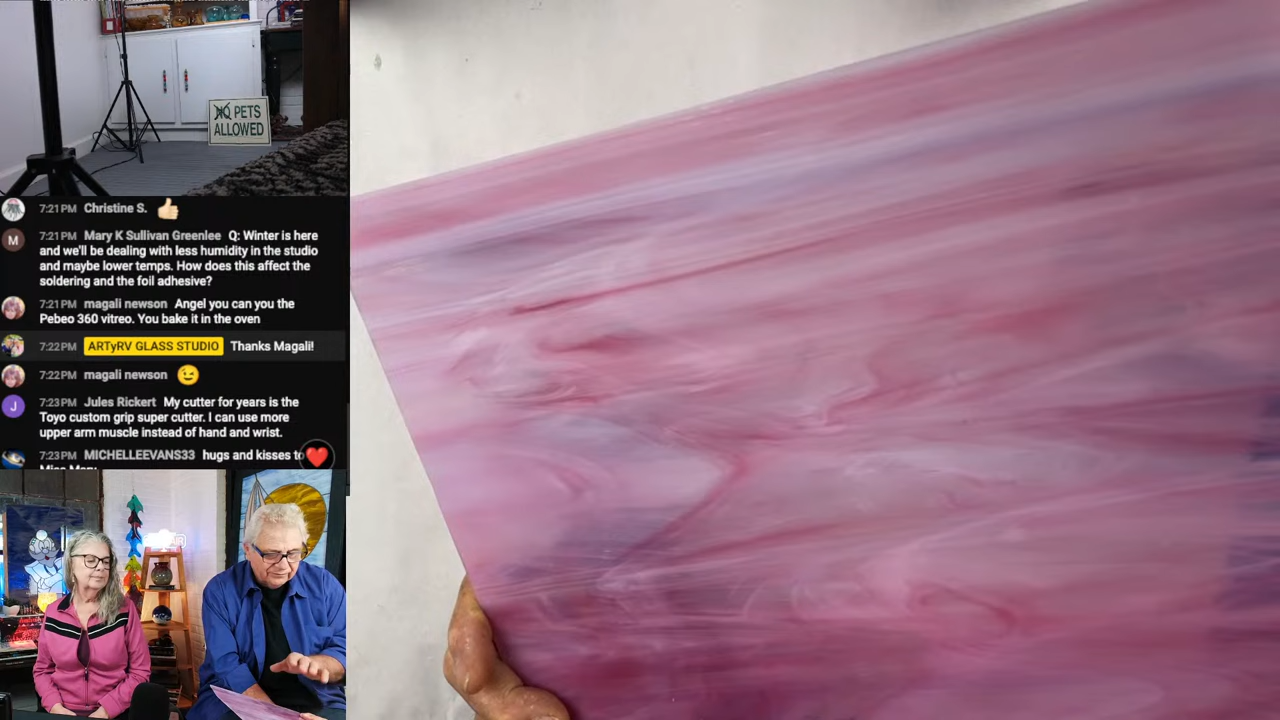 NO PETS
ALLOWED
7:21 PM Christine S.
M 7:21 PM Mary K Sullivan Greenlee Q: Winter is here
and we'll be dealing with less humidity in the studio
and maybe lower temps. How does this affect the
soldering and the foil adhesive?
7:21 PM magali newson Angel you can you the
Pebeo 360 vitreo. You bake it in the oven
7:22 PM ARTyRV GLASS STUDIO Thanks Magali!
7:22 PM magali newson
J 7:23 PM Jules Rickert My cutter for years is the
Toyo custom grip super cutter. I can use more
upper arm muscle instead of hand and wrist.
7:23 PM MICHELLEEVANS33 hugs and kisses to
Miss Mary